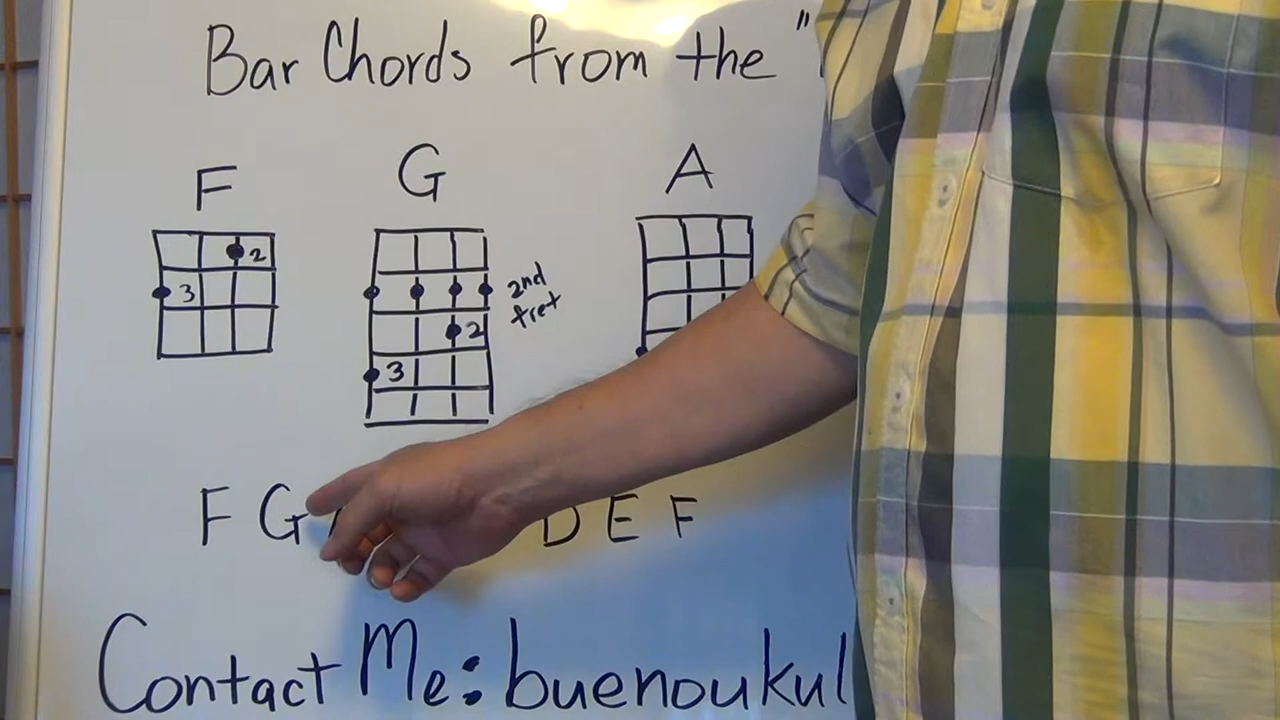 Bar Chords from the "
F G A
2
3
2nd
fret
2
3
F G D E F
Contact Me: buenoukul